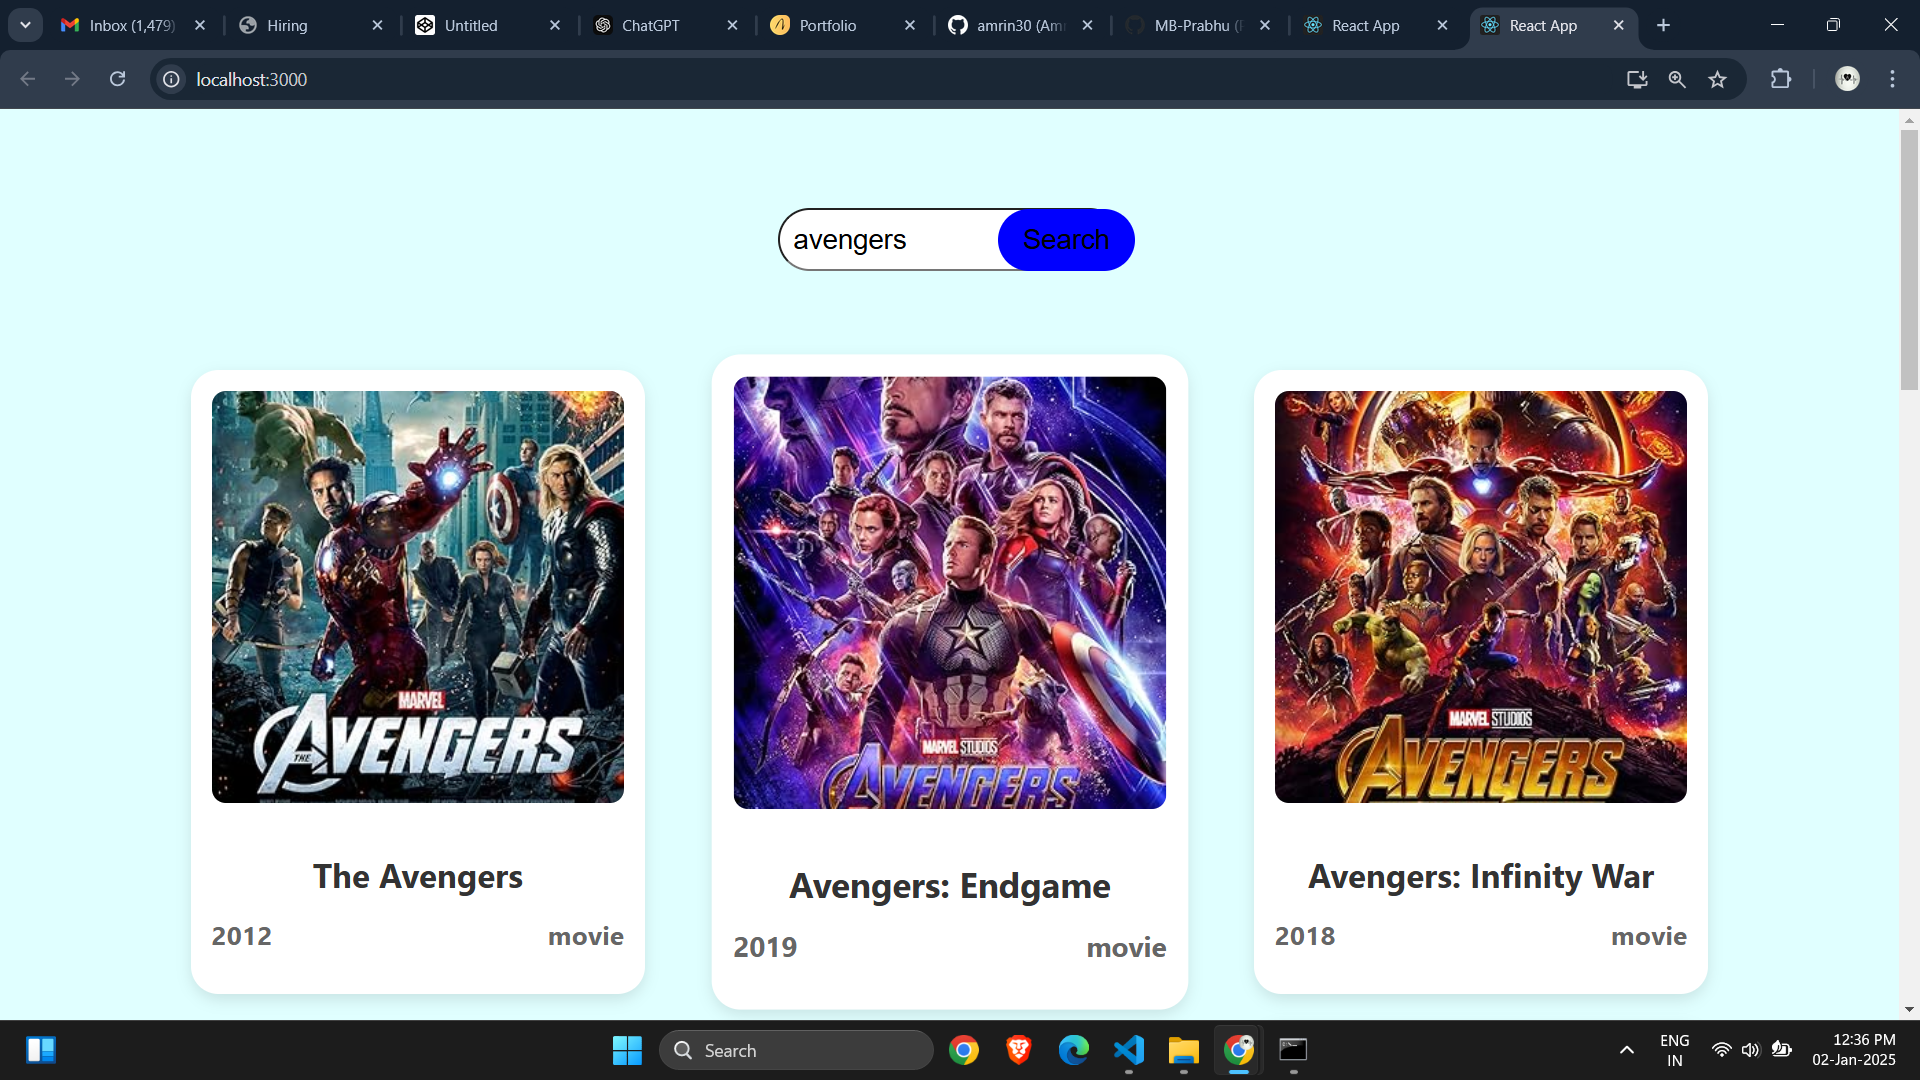 Inbox (1,479)
Hiring
Untitled
ChatGPT
Portfolio
amrin30 (Am
MB-Prabhu (
React App
React App
localhost:3000
avengers
Search
MARVEL
THE AVENGERS
MARVEL STUDIOS
AVENGERS
MARVEL STUDIOS
AVENGERS
The Avengers
Avengers: Endgame
Avengers: Infinity War
2012 movie
2019 movie
2018 movie
Search
ENG
IN
12:36 PM
02-Jan-2025